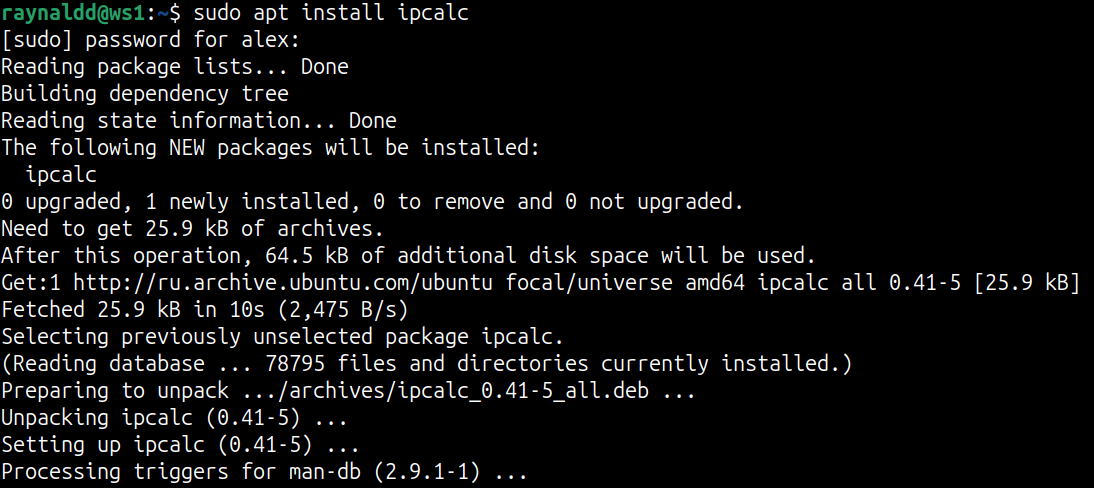 raynaldd@ws1:~$ sudo apt install ipcalc
[sudo] password for alex:
Reading package lists... Done
Building dependency tree
Reading state information... Done
The following NEW packages will be installed:
  ipcalc
0 upgraded, 1 newly installed, 0 to remove and 0 not upgraded.
Need to get 25.9 kB of archives.
After this operation, 64.5 kB of additional disk space will be used.
Get:1 http://ru.archive.ubuntu.com/ubuntu focal/universe amd64 ipcalc all 0.41-5 [25.9 kB]
Fetched 25.9 kB in 10s (2,475 B/s)
Selecting previously unselected package ipcalc.
(Reading database ... 78795 files and directories currently installed.)
Preparing to unpack .../archives/ipcalc_0.41-5_all.deb ...
Unpacking ipcalc (0.41-5) ...
Setting up ipcalc (0.41-5) ...
Processing triggers for man-db (2.9.1-1) ...